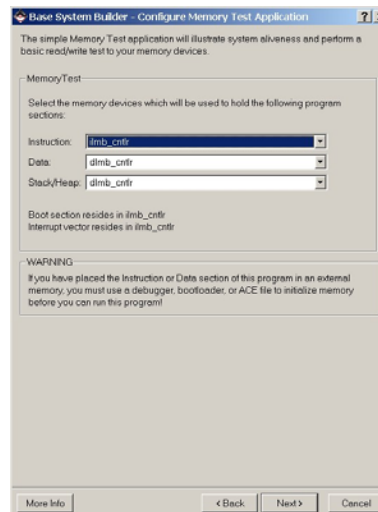 Base System Builder - Configure Memory Test Application
The simple Memory Test application will illustrate system aliveness and perform a
basic read/write test to your memory devices.
MemoryTest
Select the memory devices which will be used to hold the following program
sections:
Instruction: ilmb_cntlr
Data: dlmb_cntlr
Stack/Heap: dlmb_cntlr
Boot section resides in ilmb_cntlr
Interrupt vector resides in ilmb_cntlr
WARNING
If you have placed the Instruction or Data section of this program in an external
memory, you must use a debugger, bootloader, or ACE file to initialize memory
before you can run this program!
More Info < Back Next > Cancel